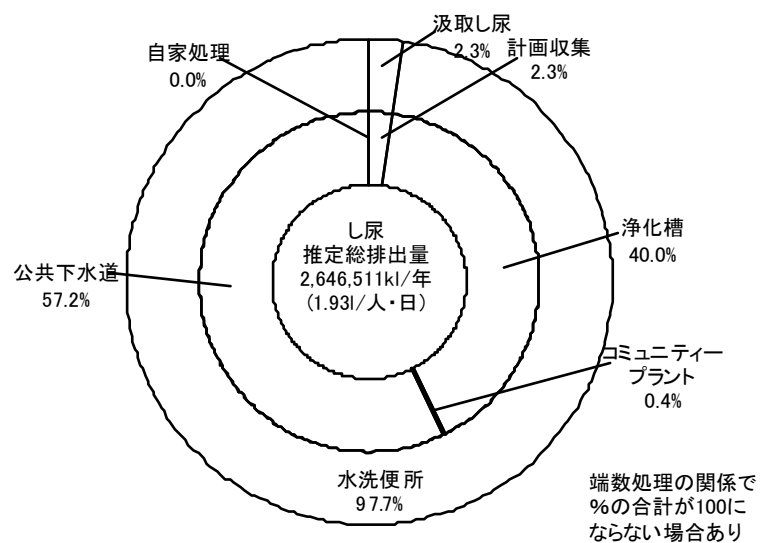 汲取し尿
2.3%
自家処理
0.0%
計画収集
2.3%
し尿
推定総排出量
2,646,511kl/年
(1.93l/人・日)
浄化槽
40.0%
公共下水道
57.2%
コミュニティー
プラント
0.4%
水洗便所
97.7%
端数処理の関係で
％の合計が100に
ならない場合あり